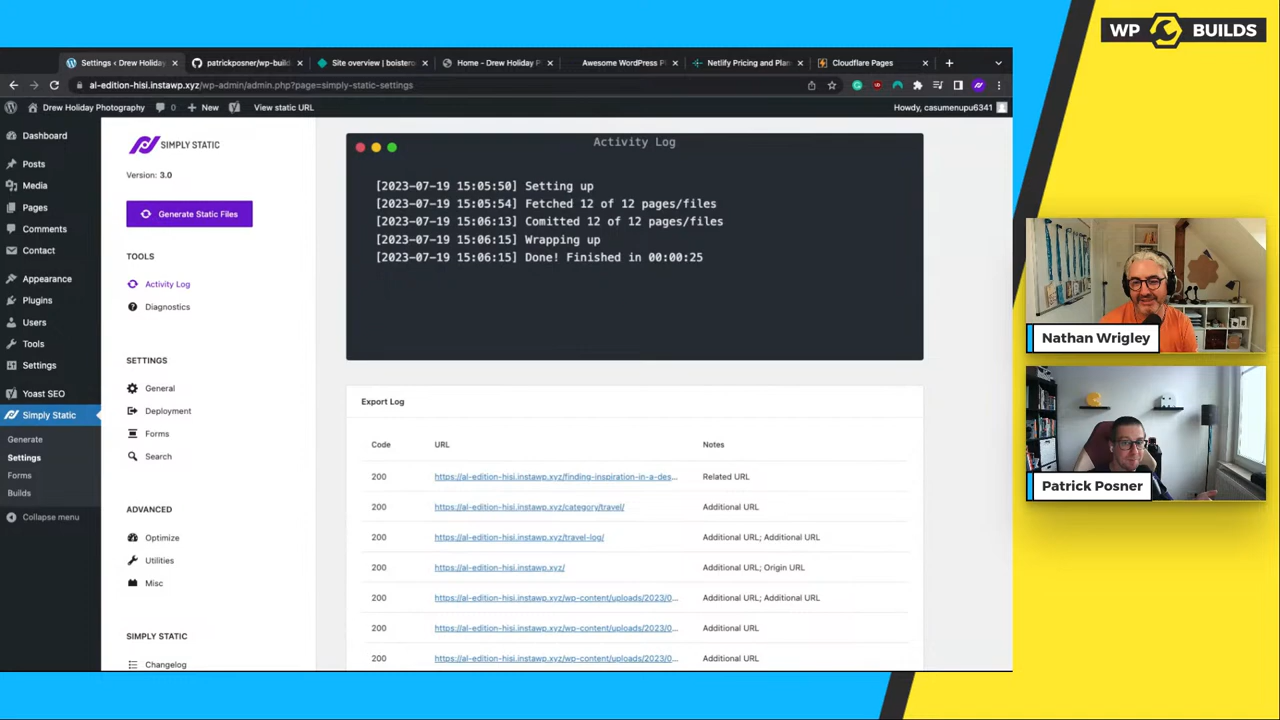 WP BUILDS
Settings ‹ Drew Holiday
patrickposner/wp-build
Site overview | boistero
Home – Drew Holiday P
Awesome WordPress P
Netlify Pricing and Plan
Cloudflare Pages
al-edition-hisi.instawp.xyz/wp-admin/admin.php?page=simply-static-settings
Drew Holiday Photography
0
New
View static URL
Howdy, casumenupu6341
Dashboard
Posts
Media
Pages
Comments
Contact
Appearance
Plugins
Users
Tools
Settings
Yoast SEO
Simply Static
Generate
Settings
Forms
Builds
Collapse menu
SIMPLY STATIC
Version: 3.0
Generate Static Files
TOOLS
Activity Log
Diagnostics
SETTINGS
General
Deployment
Forms
Search
ADVANCED
Optimize
Utilities
Misc
SIMPLY STATIC
Changelog
Activity Log
[2023-07-19 15:05:50] Setting up
[2023-07-19 15:05:54] Fetched 12 of 12 pages/files
[2023-07-19 15:06:13] Comitted 12 of 12 pages/files
[2023-07-19 15:06:15] Wrapping up
[2023-07-19 15:06:15] Done! Finished in 00:00:25
Export Log
Code URL Notes
200 https://al-edition-hisi.instawp.xyz/finding-inspiration-in-a-des... Related URL
200 https://al-edition-hisi.instawp.xyz/category/travel/ Additional URL
200 https://al-edition-hisi.instawp.xyz/travel-log/ Additional URL; Additional URL
200 https://al-edition-hisi.instawp.xyz/ Additional URL; Origin URL
200 https://al-edition-hisi.instawp.xyz/wp-content/uploads/2023/0... Additional URL; Additional URL
200 https://al-edition-hisi.instawp.xyz/wp-content/uploads/2023/0... Additional URL
200 https://al-edition-hisi.instawp.xyz/wp-content/uploads/2023/0... Additional URL
Nathan Wrigley
Patrick Posner